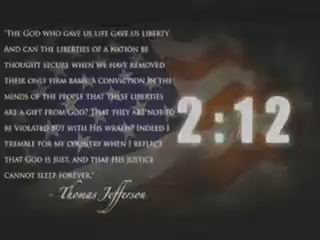 "The God who gave us life gave us liberty
And can the liberties of a nation be
thought secure when we have removed
their only firm basis, a conviction in the
minds of the people that these liberties
are a gift from God? That they are not to
be violated but with His wrath? Indeed I
tremble for my country when I reflect
that God is just, and that His justice
cannot sleep forever."
~ Thomas Jefferson
2:12